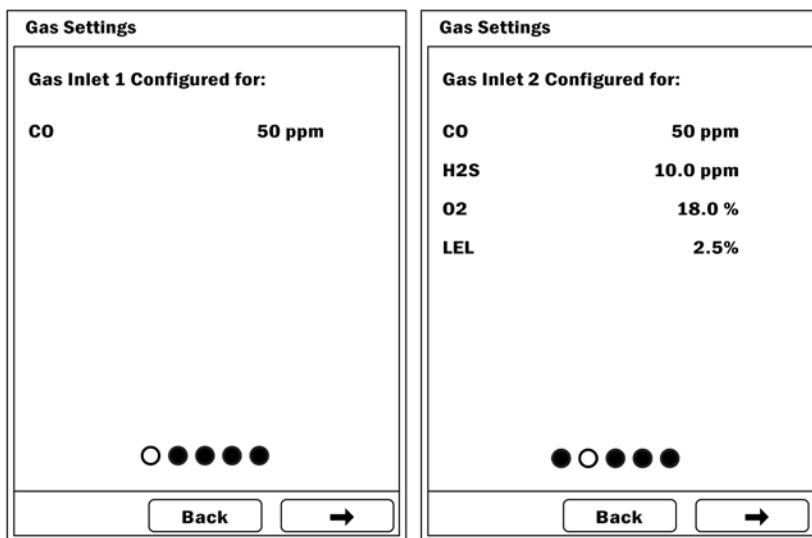 Gas Settings
Gas Inlet 1 Configured for:
CO 50 ppm
Back
Gas Settings
Gas Inlet 2 Configured for:
CO 50 ppm
H2S 10.0 ppm
O2 18.0 %
LEL 2.5%
Back